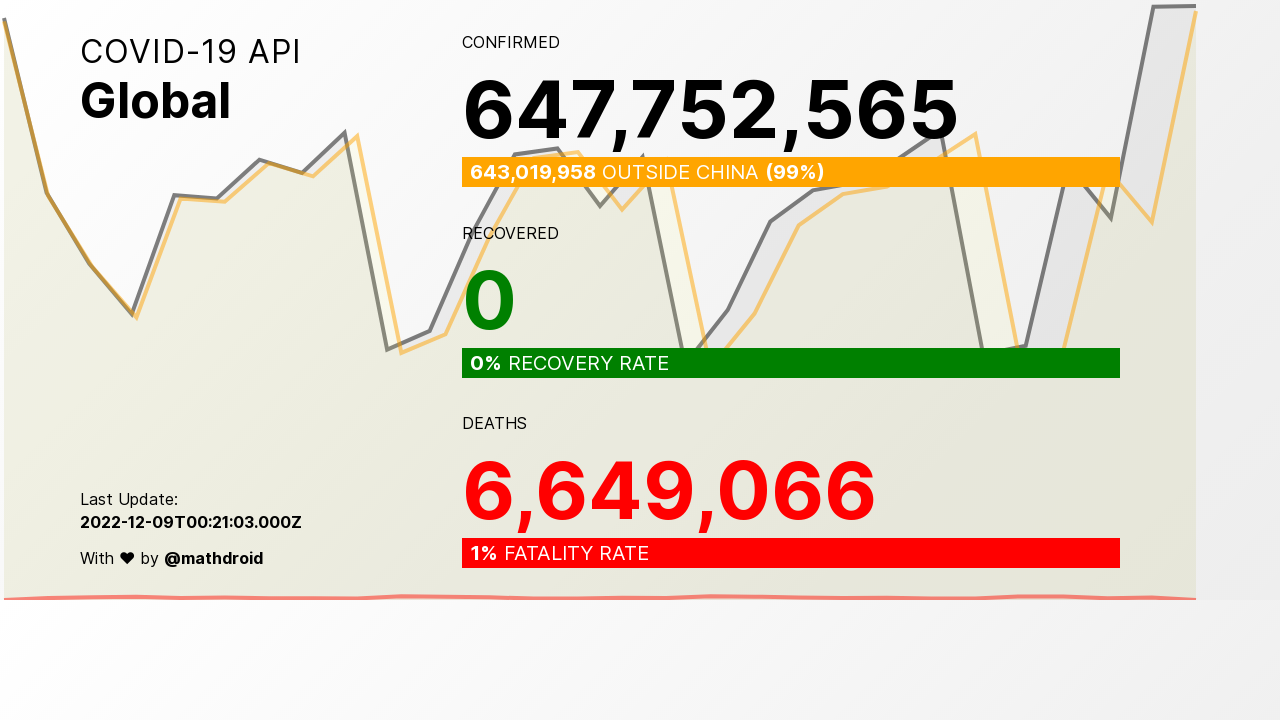 COVID-19 API
Global
CONFIRMED
647,752,565
643,019,958 OUTSIDE CHINA (99%)
RECOVERED
0
0% RECOVERY RATE
DEATHS
6,649,066
1% FATALITY RATE
Last Update:
2022-12-09T00:21:03.000Z
With ♥ by @mathdroid